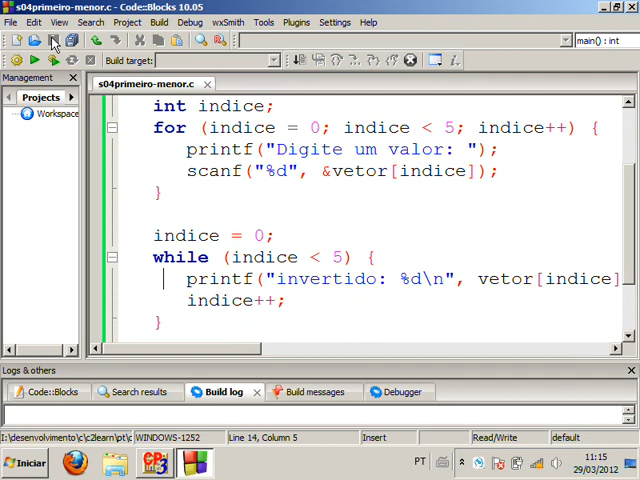 s04primeiro-menor.c - Code::Blocks 10.05
File Edit View Search Project Build Debug wxSmith Tools Plugins Settings Help
main() : int
Build target:
Management
s04primeiro-menor.c
Projects
Workspace
int indice;
for (indice = 0; indice < 5; indice++) {
printf("Digite um valor: ");
scanf("%d", &vetor[indice]);
}
indice = 0;
while (indice < 5) {
printf("invertido: %d\n", vetor[indice]
indice++;
}
Logs & others
Code::Blocks Search results Build log Build messages Debugger
I:\desenvolvimento\c\c2learn\pt\c WINDOWS-1252 Line 14, Column 5 Insert Read/Write default
Iniciar
PT
11:15
29/03/2012